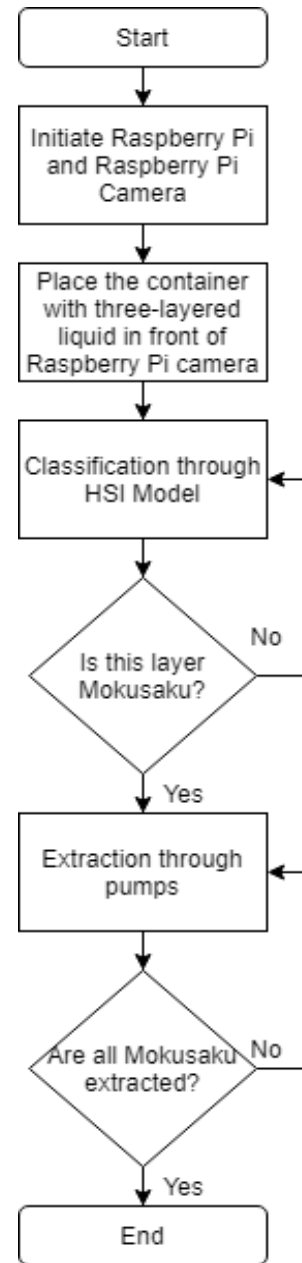 Start
Initiate Raspberry Pi
and Raspberry Pi
Camera
Place the container
with three-layered
liquid in front of
Raspberry Pi camera
Classification through
HSI Model
No
Is this layer
Mokusaku?
Yes
Extraction through
pumps
Are all Mokusaku
extracted?
No
Yes
End